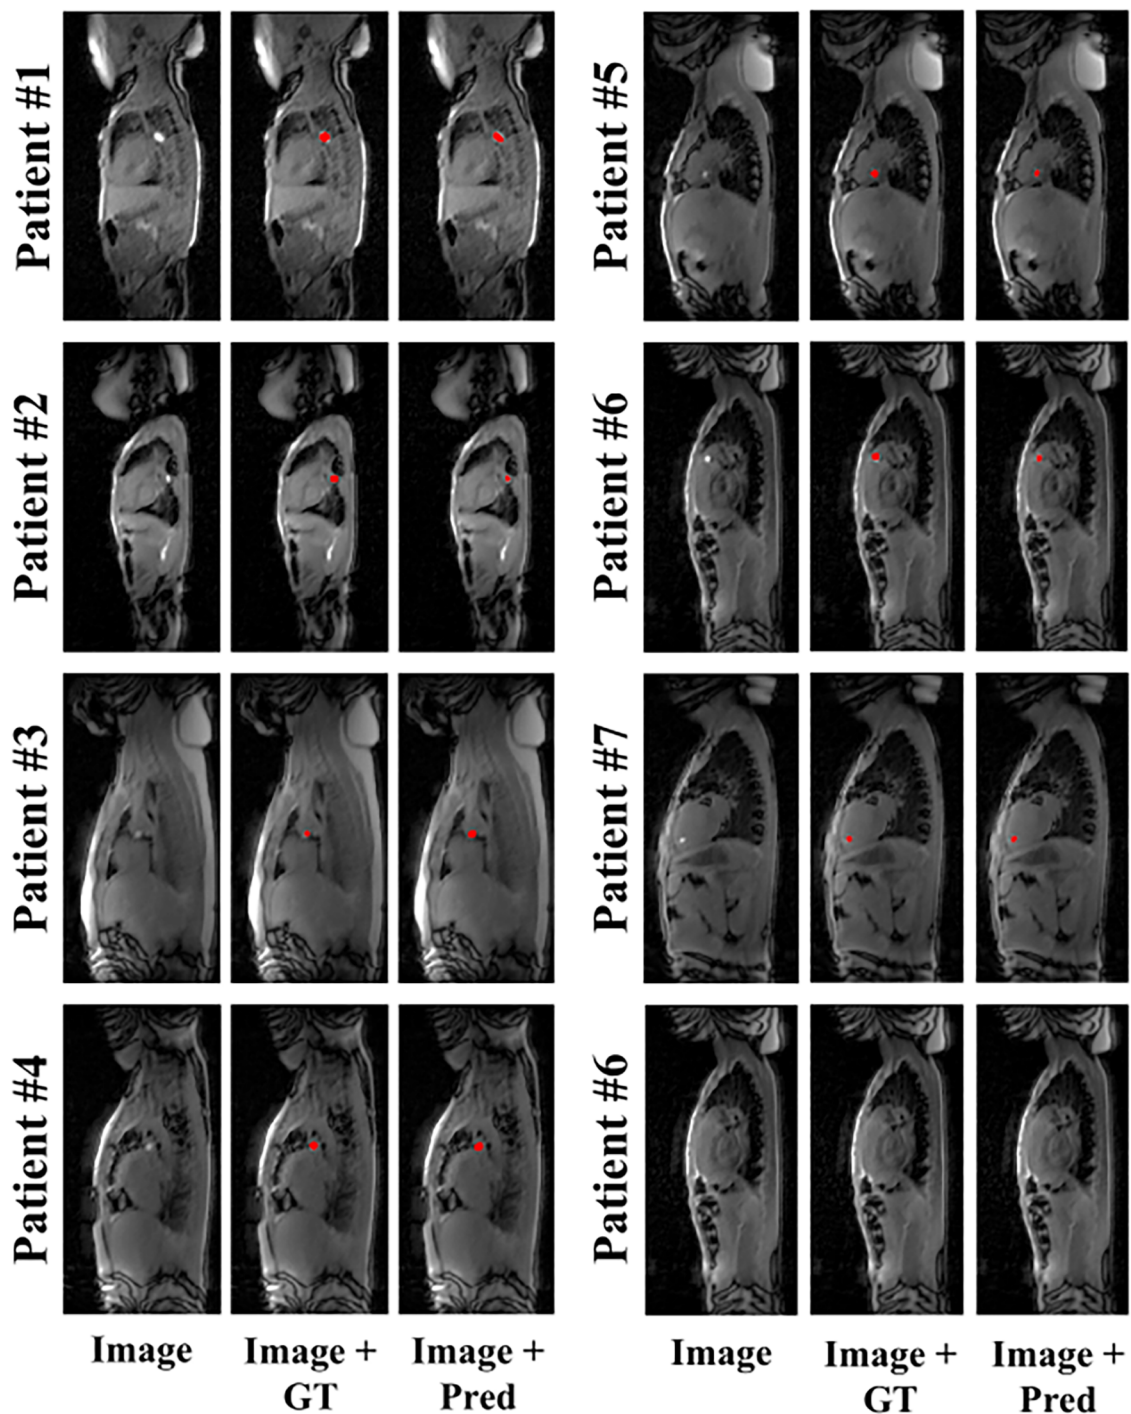 Patient #1
Patient #2
Patient #3
Patient #4
Image
Image +
GT
Image +
Pred
Patient #5
Patient #6
Patient #7
Patient #6
Image
Image +
GT
Image +
Pred